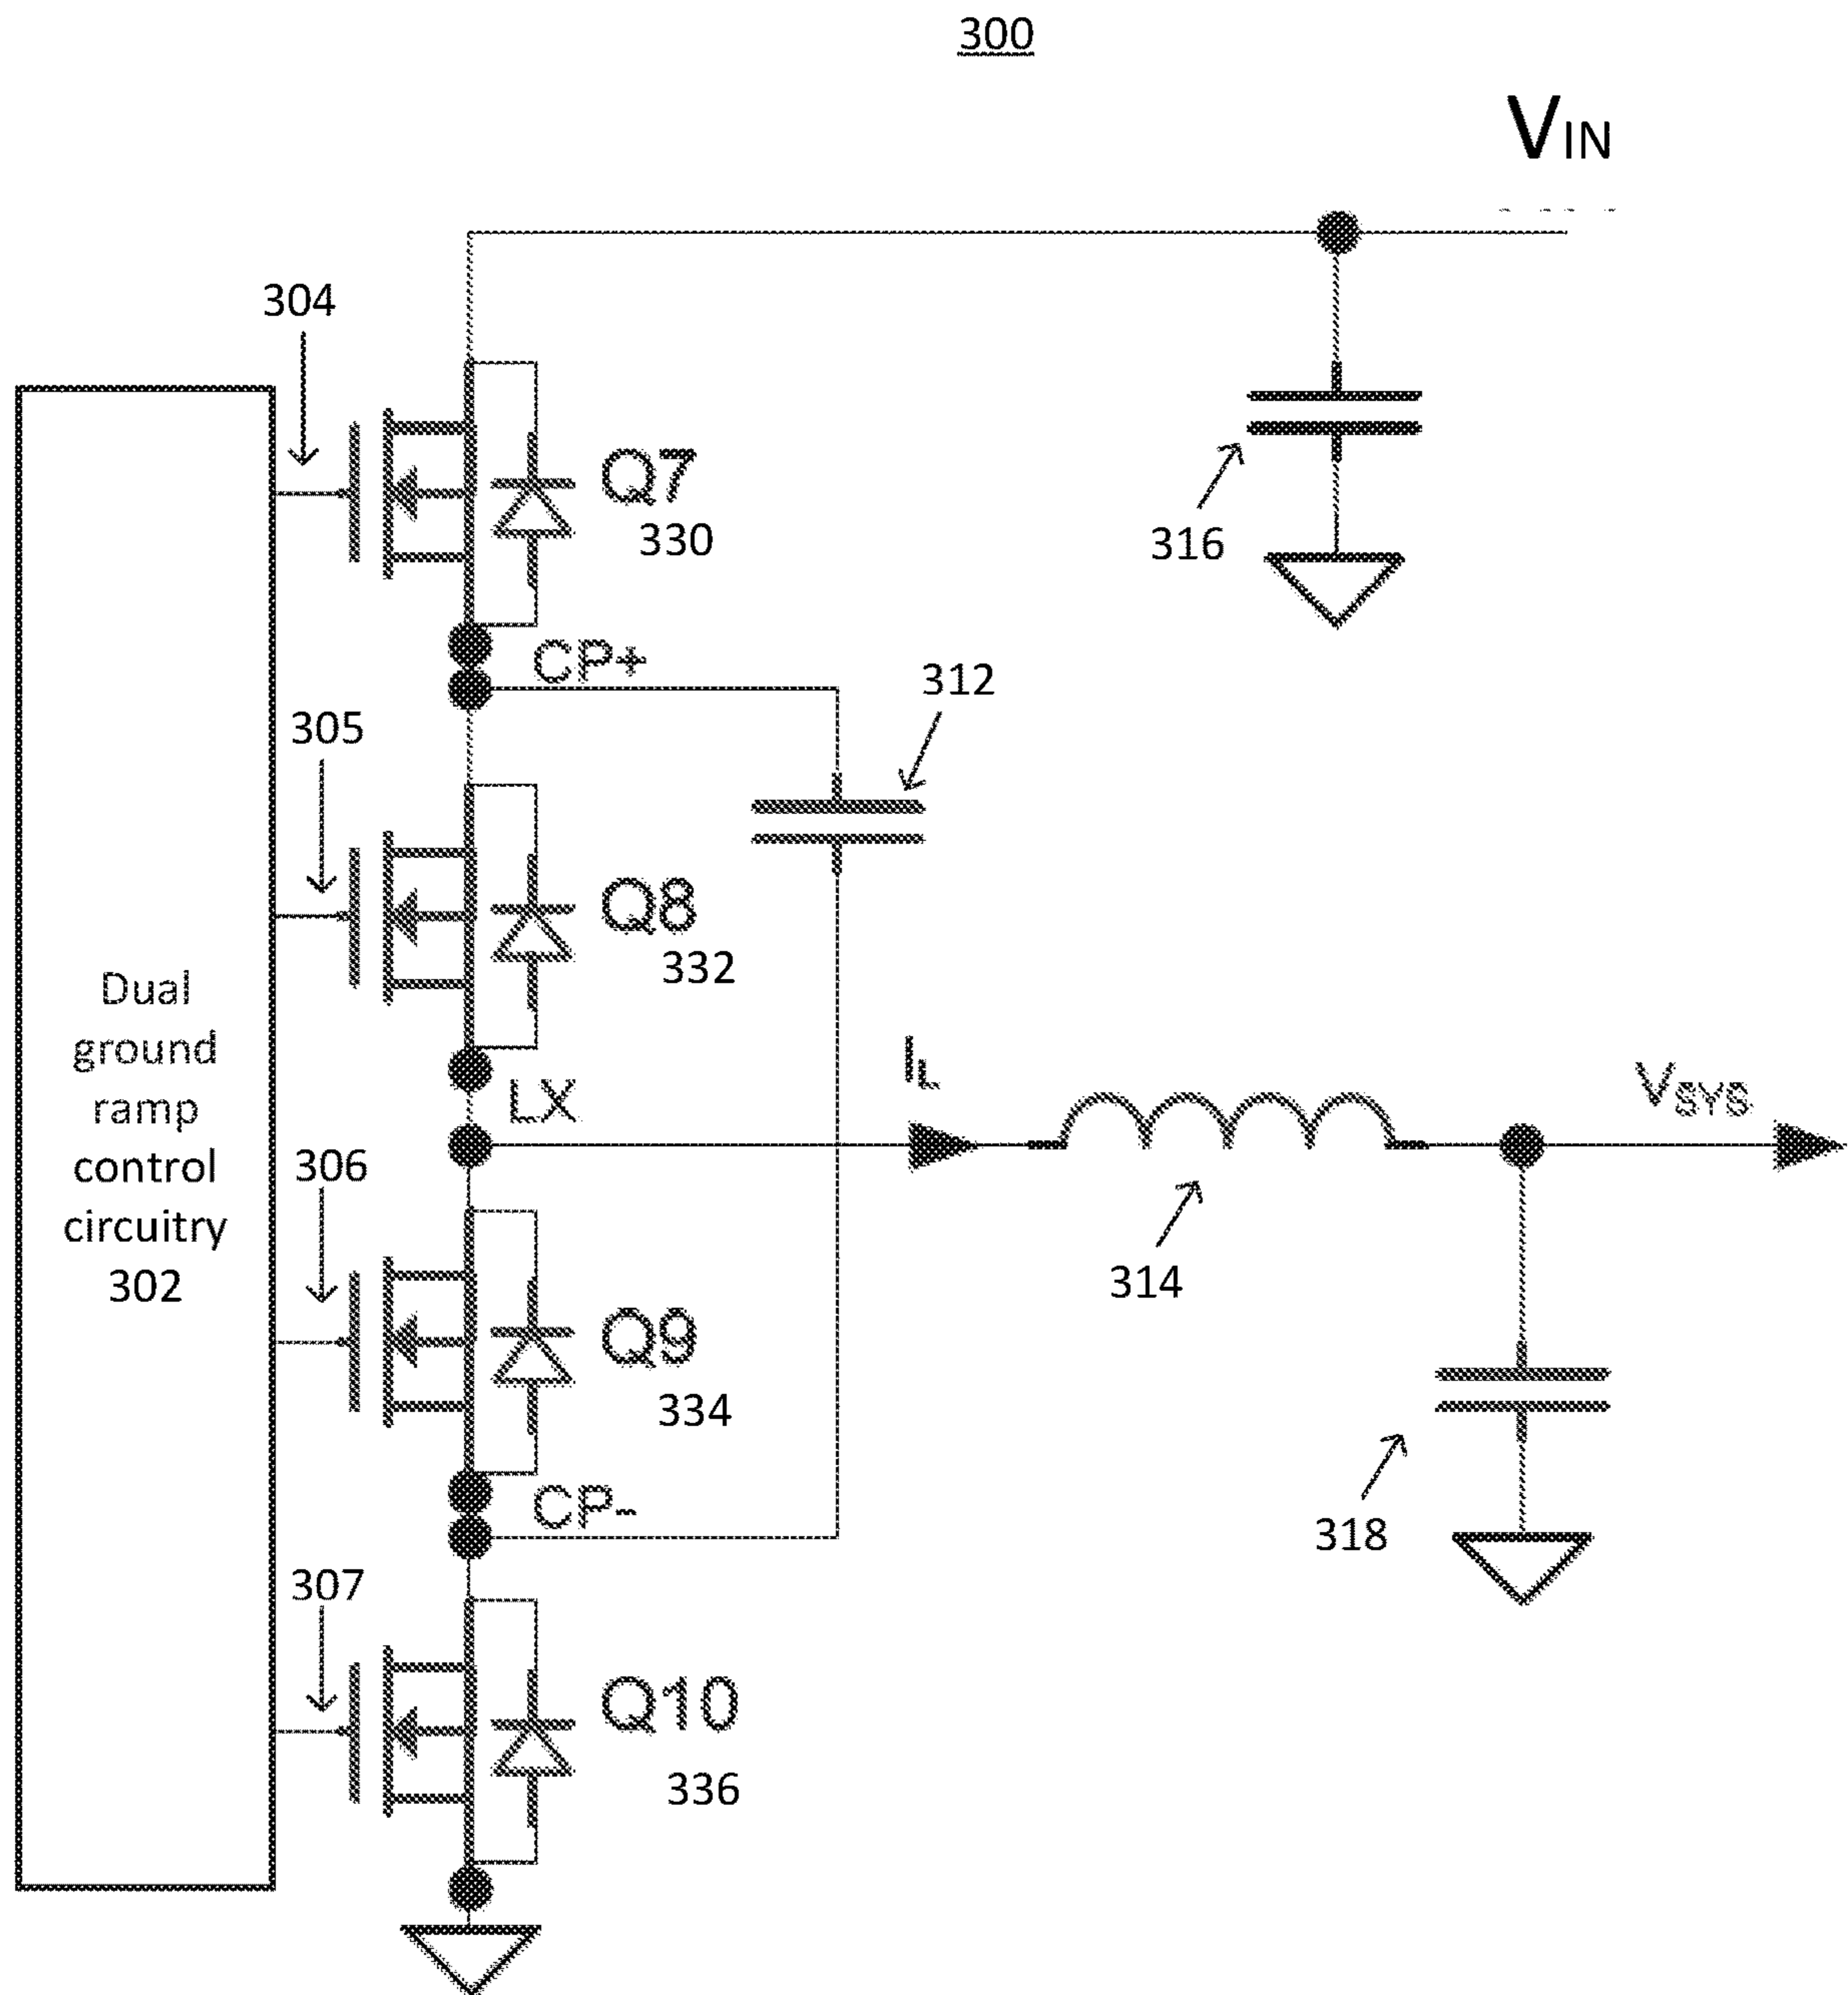 300
VIN
304
Q7
330
316
CP+
312
305
Q8
332
Dual
ground
ramp
control
circuitry
302
LX
IL
VSYS
306
314
Q9
334
CP-
318
307
Q10
336